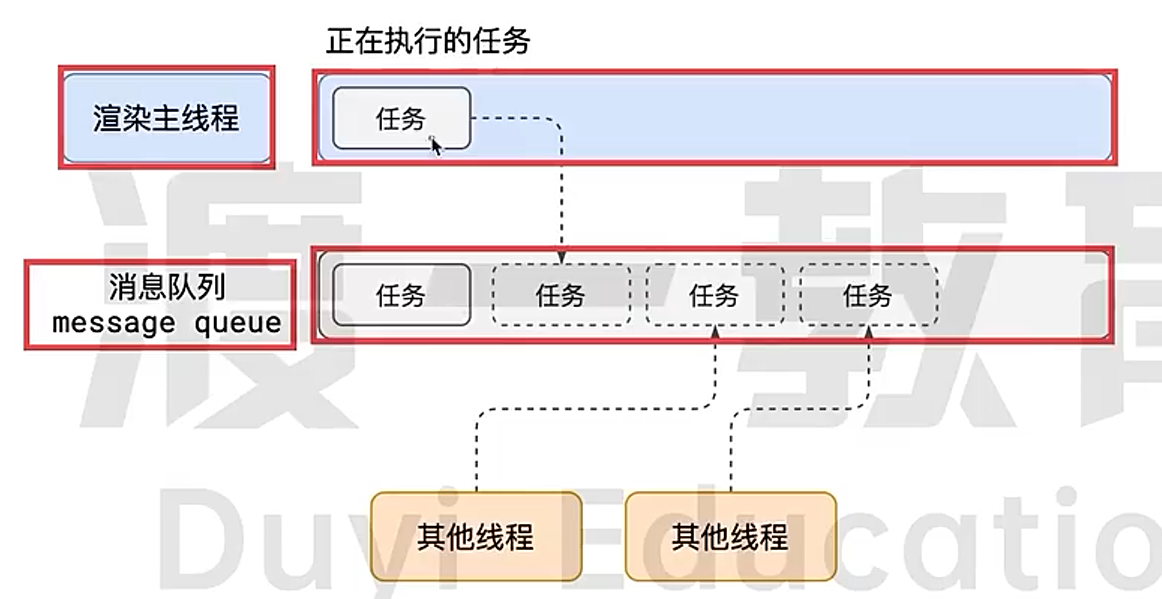 正在执行的任务
渲染主线程
任务
消息队列
message queue
任务
任务
任务
任务
其他线程
其他线程
渡一教育
Duyi Educatio